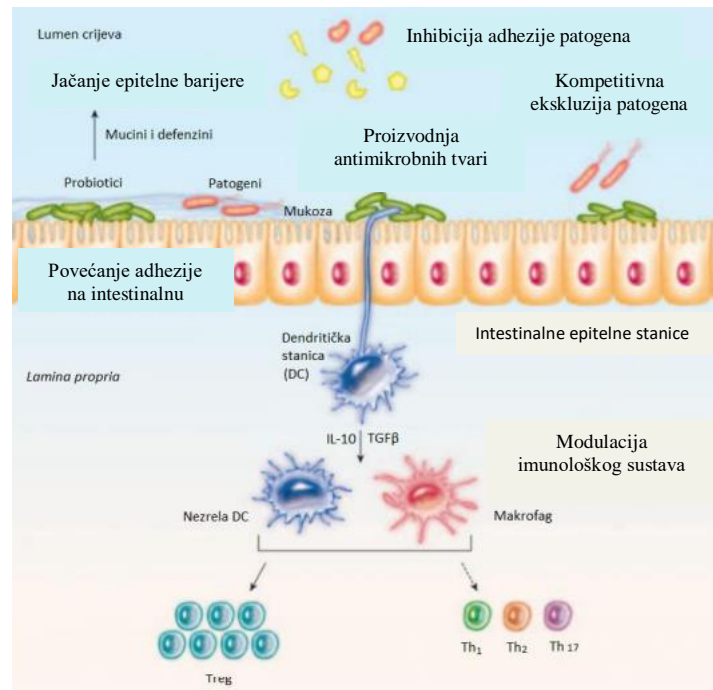 Lumen crijeva
Inhibicija adhezije patogena
Jačanje epitelne barijere
Kompetitivna
ekskluzija patogena
Mucini i defenzini
Proizvodnja
antimikrobnih tvari
Probiotici
Patogeni
Mukoza
Povećanje adhezije
na intestinalnu
Intestinalne epitelne stanice
Dendritička
stanica
(DC)
Lamina propria
IL-10
TGFβ
Modulacija
imunološkog sustava
Nezrela DC
Makrofag
Treg
Th1
Th2
Th 17